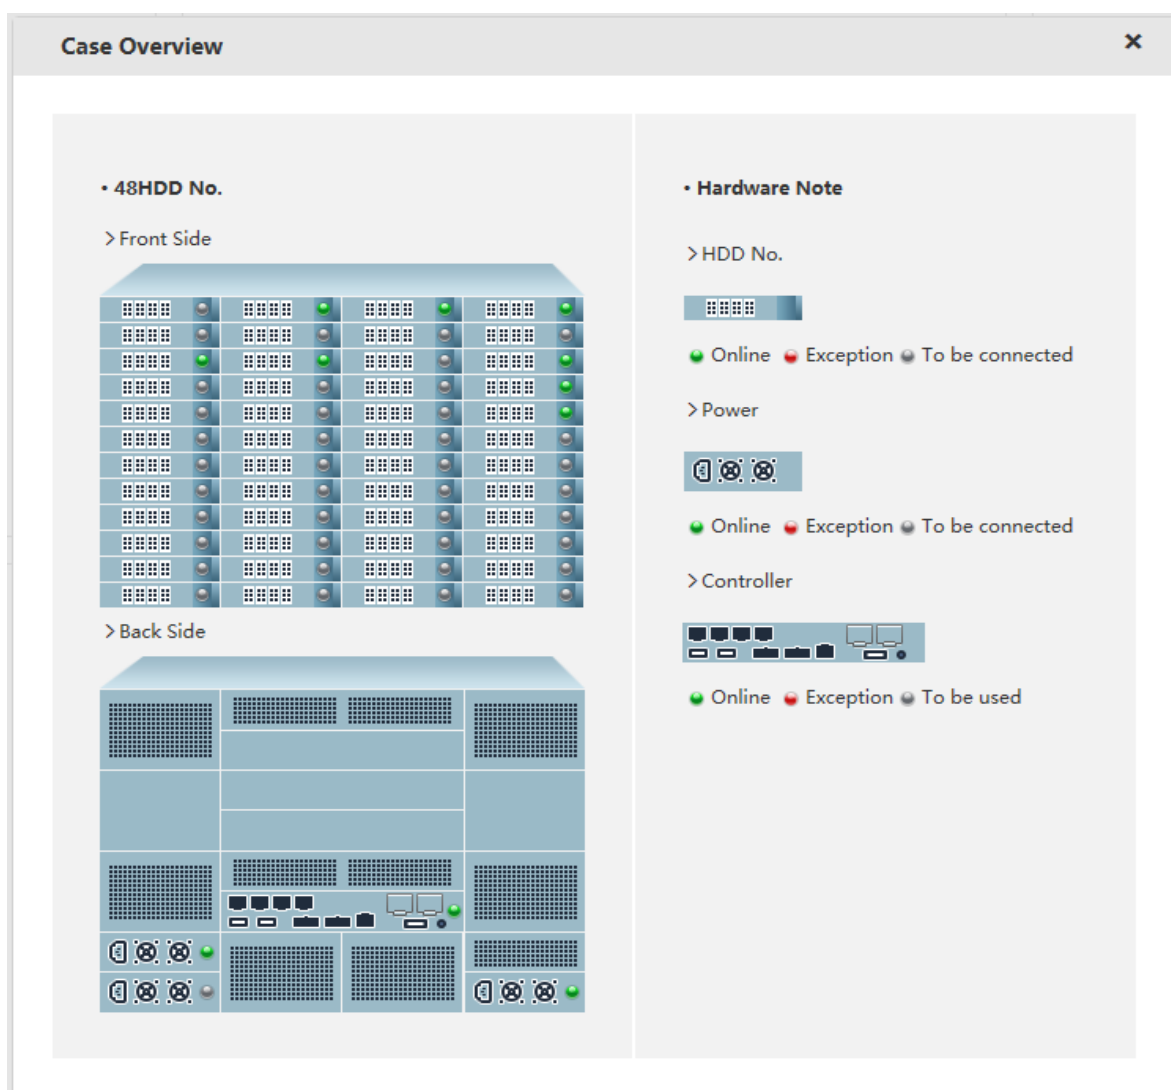 Case Overview
• 48HDD No.
>Front Side
>Back Side
• Hardware Note
>HDD No.
Online Exception To be connected
>Power
Online Exception To be connected
>Controller
Online Exception To be used